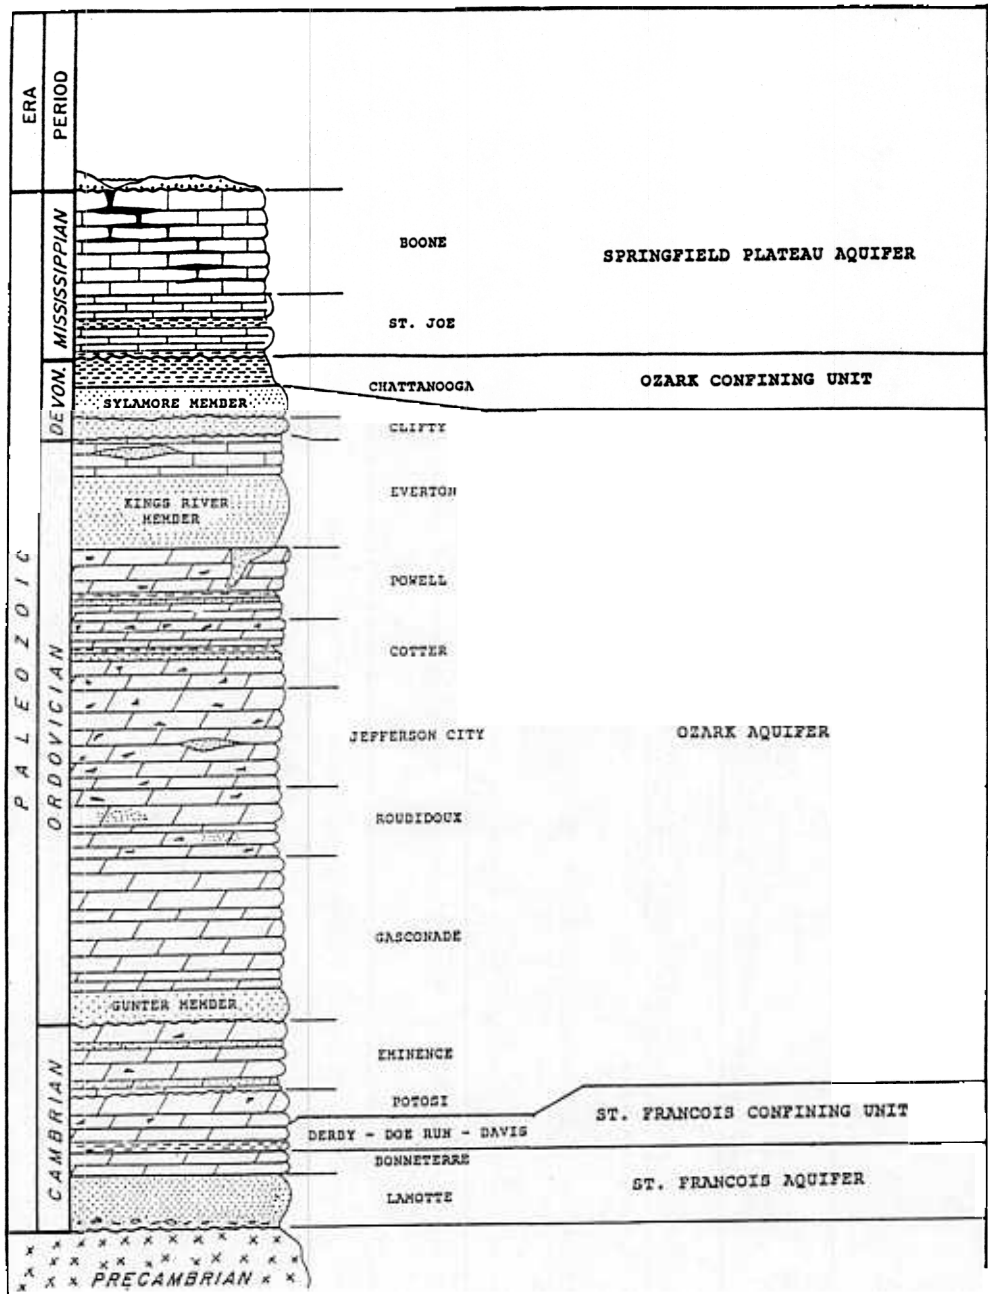 ERA
PERIOD
MISSISSIPPIAN
BOONE
SPRINGFIELD PLATEAU AQUIFER
ST. JOE
DEVON.
CHATTANOOGA
OZARK CONFINING UNIT
SYLAMORE MEMBER
CLIFTY
EVERTON
KINGS RIVER
MEMBER
PALEOZOIC
ORDOVICIAN
POWELL
COTTER
JEFFERSON CITY
OZARK AQUIFER
ROUDIDOUX
GASCONADE
GUNTER MEMBER
CAMBRIAN
EMINENCE
POTOSI
ST. FRANCOIS CONFINING UNIT
DERBY - DOE RUN - DAVIS
BONNETERRE
ST. FRANCOIS AQUIFER
LAMOTTE
PRECAMBRIAN